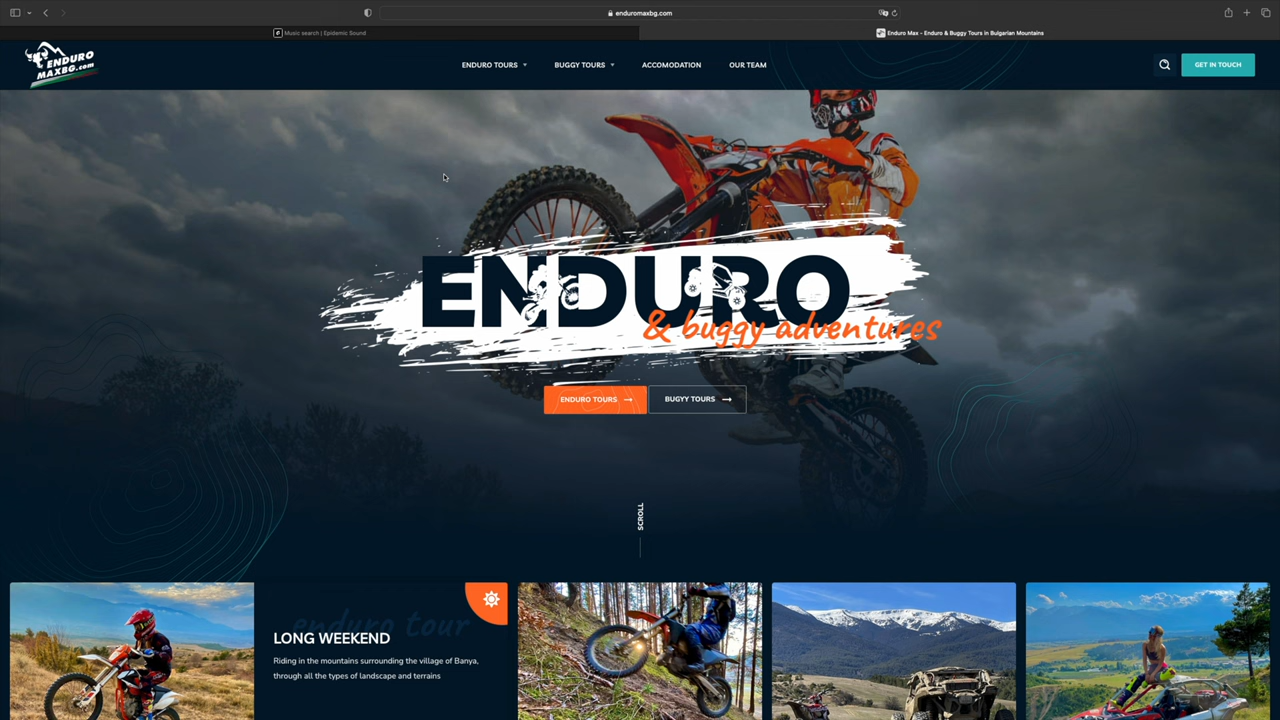 enduromaxbg.com
Music search | Epidemic Sound
Enduro Max - Enduro & Buggy Tours in Bulgarian Mountains
ENDURO
MAXBG.com
ENDURO TOURS
BUGGY TOURS
ACCOMODATION
OUR TEAM
GET IN TOUCH
ENDURO
& buggy adventures
ENDURO TOURS
BUGYY TOURS
SCROLL
enduro tour
LONG WEEKEND
Riding in the mountains surrounding the village of Banya,
through all the types of landscape and terrains